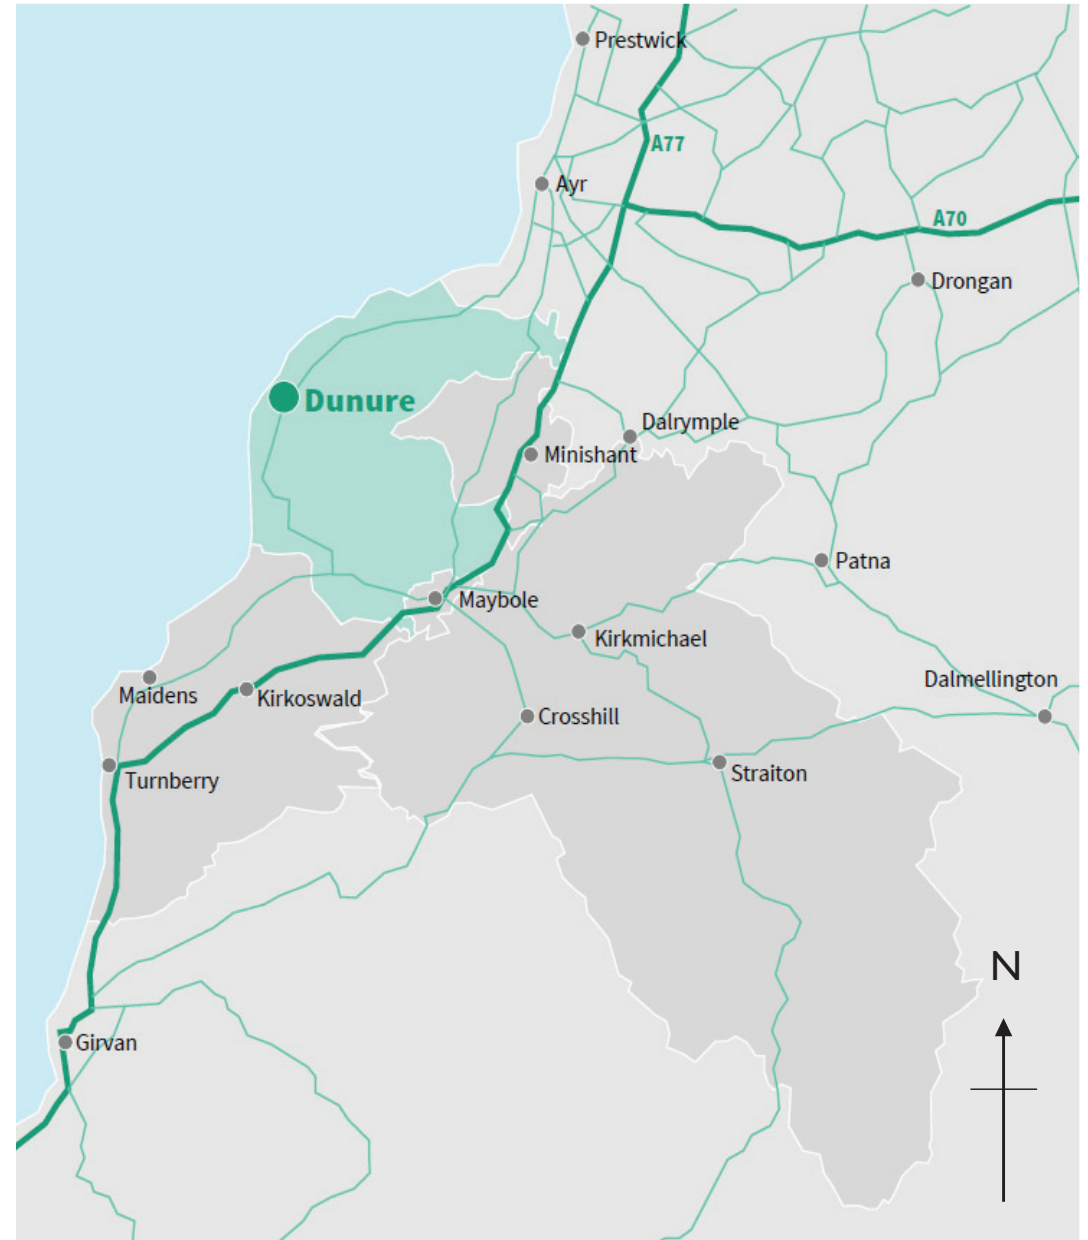 Prestwick
A77
Ayr
A70
Drongan
Dunure
Dalrymple
Minishant
Patna
Maybole
Kirkmichael
Dalmellington
Maidens
Kirkoswald
Crosshill
Straiton
Turnberry
N
Girvan